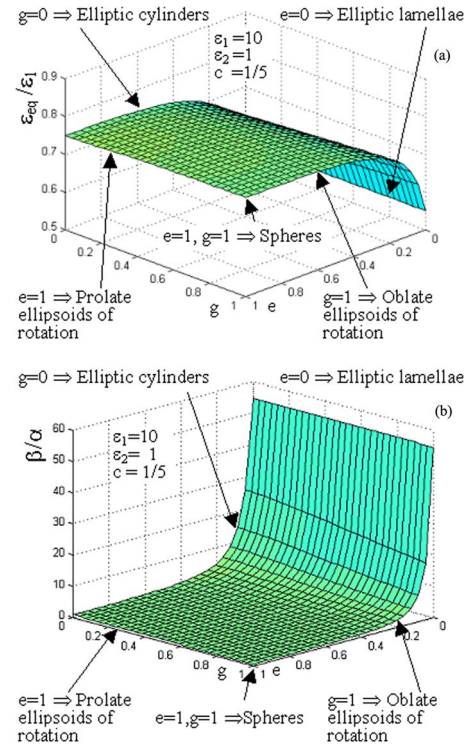 g=0 ⇒ Elliptic cylinders
e=0 ⇒ Elliptic lamellae
ε1=10
ε2=1
c = 1/5
(a)
εeq/ε1
0.9
0.8
0.7
0.6
0.5
0
0.2
0.4
0.6
0.8
1
g
1
e
0.8
0.6
0.4
0.2
0
e=1, g=1 ⇒ Spheres
e=1 ⇒ Prolate
ellipsoids of
rotation
g=1 ⇒ Oblate
ellipsoids of
rotation
g=0 ⇒ Elliptic cylinders
e=0 ⇒ Elliptic lamellae
(b)
β/α
ε1=10
ε2= 1
c = 1/5
60
50
40
30
20
10
0
0
0.2
0.4
0.6
0.8
1
g
1
e
0.8
0.6
0.4
0.2
0
e=1 ⇒ Prolate
ellipsoids of
rotation
e=1,g=1 ⇒Spheres
g=1 ⇒ Oblate
ellipsoids of
rotation